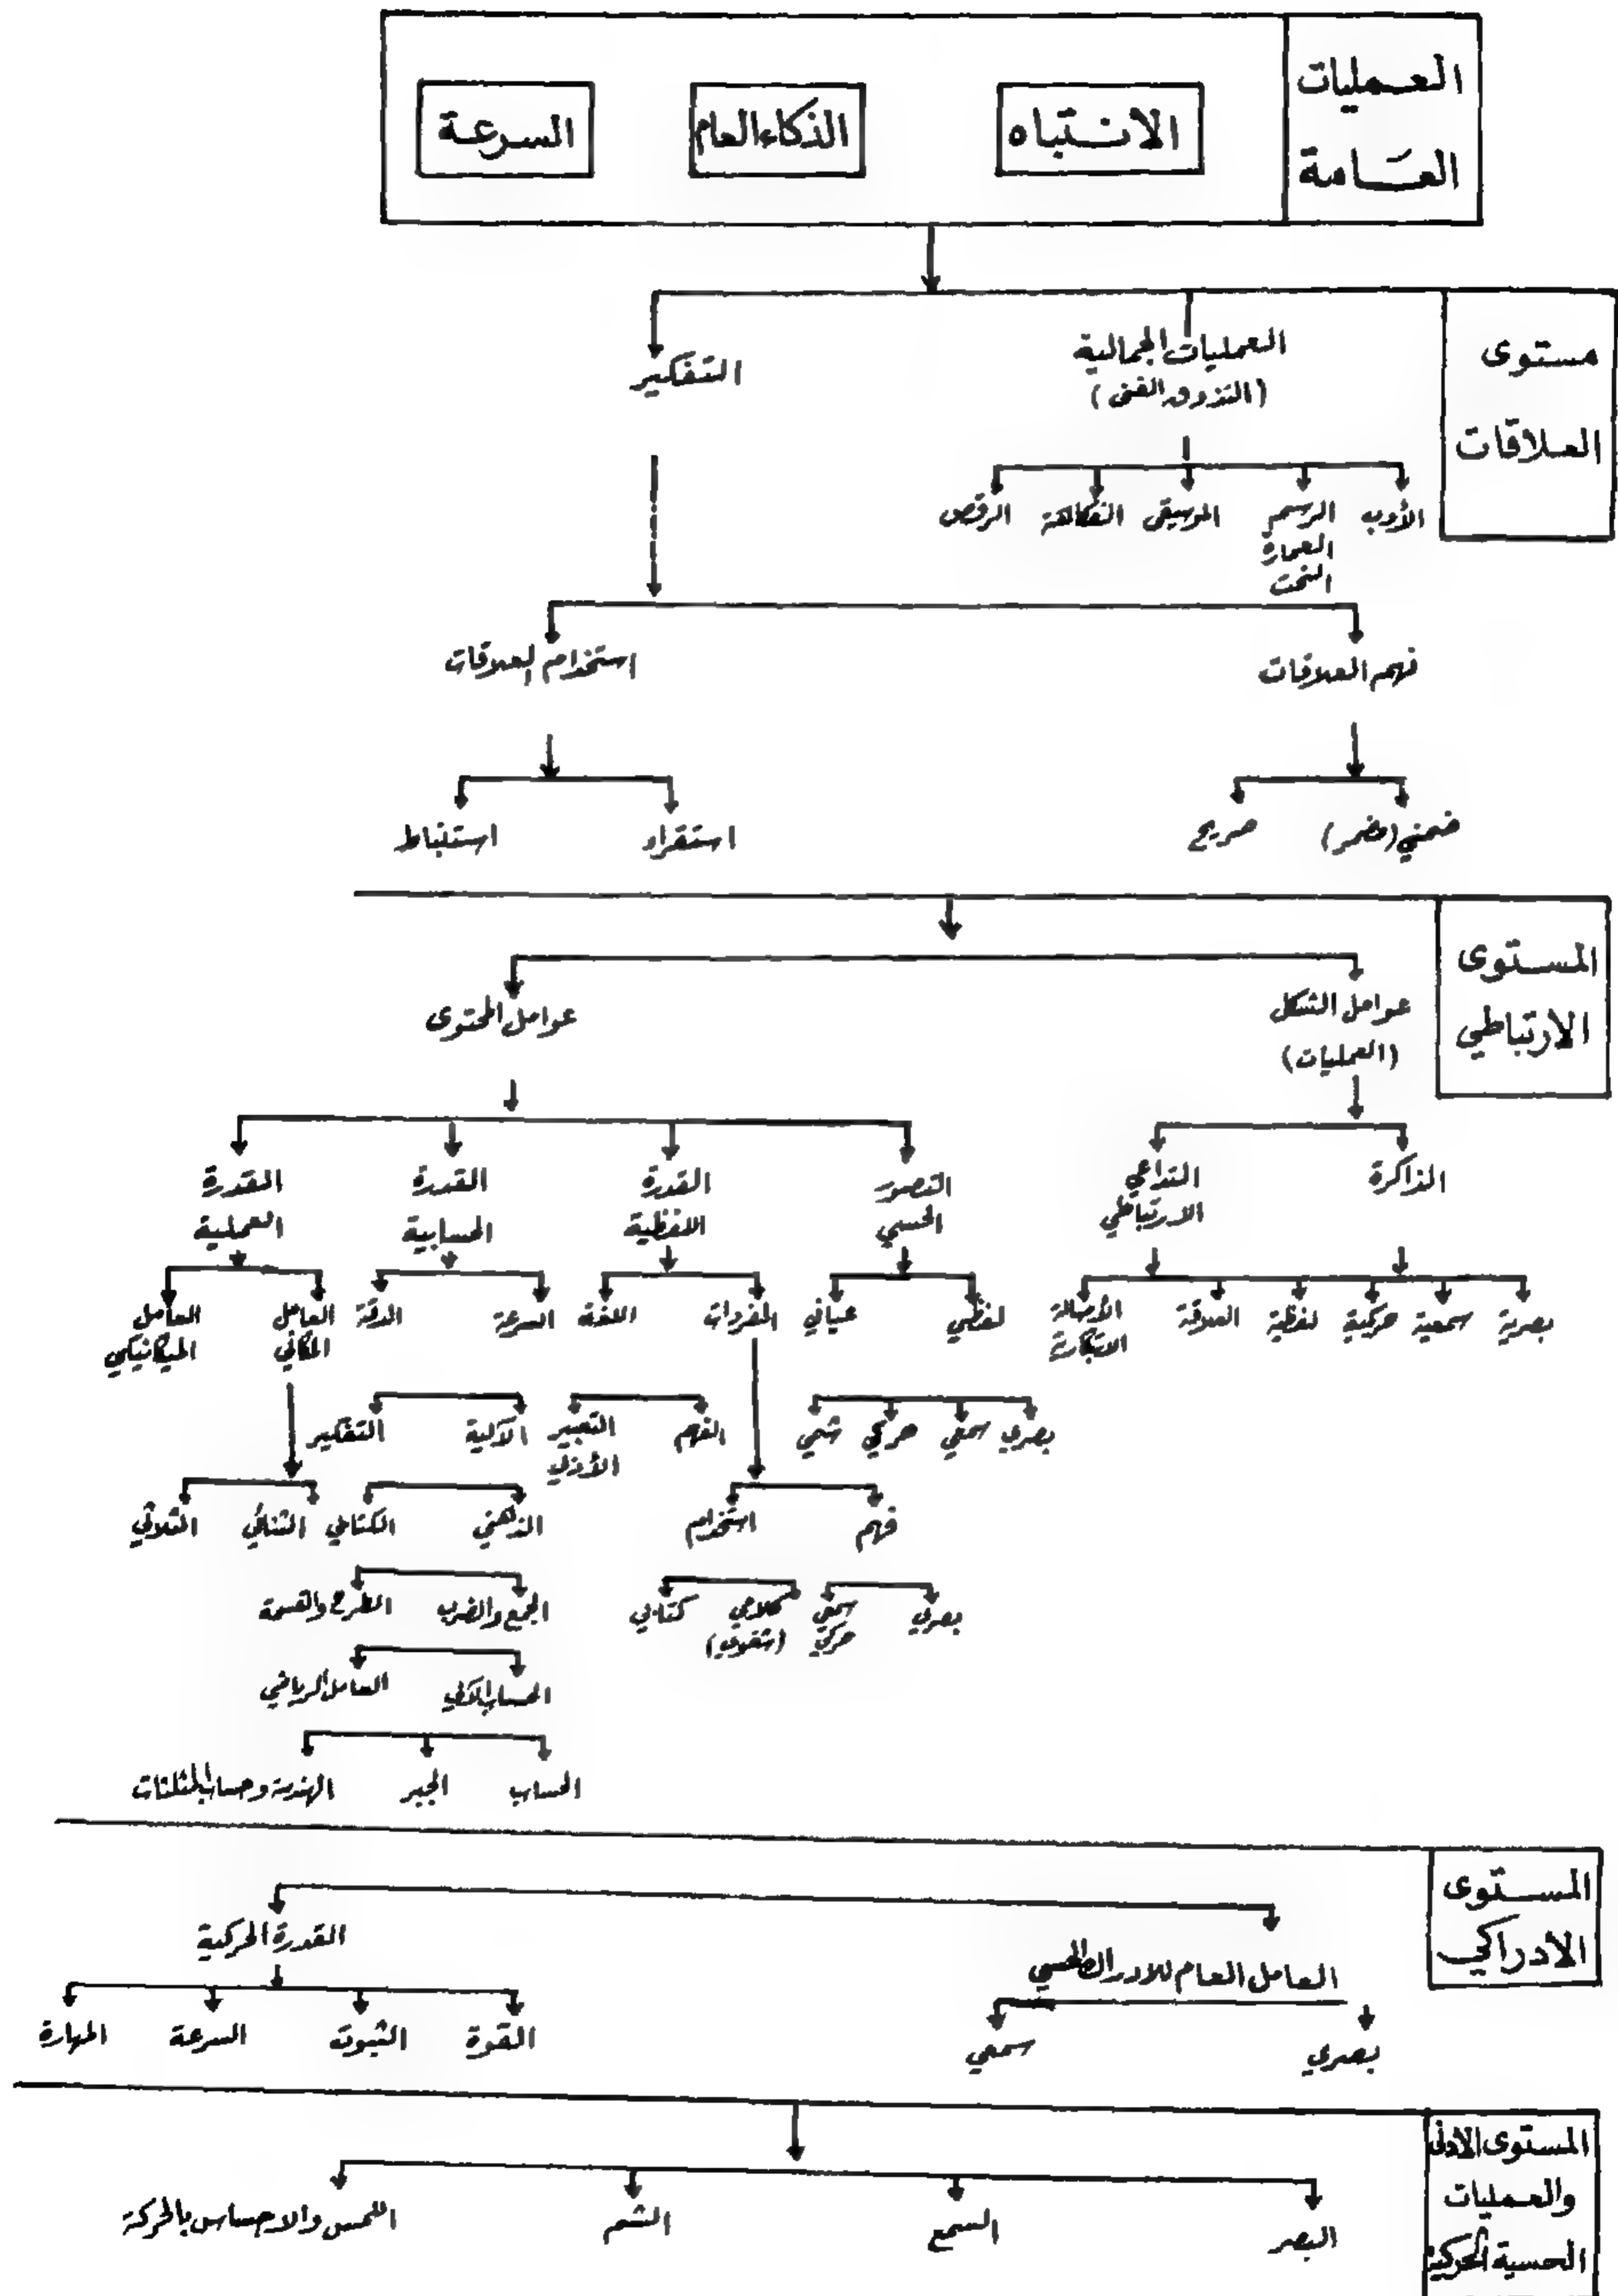 العمليات
العامة
الانتباه
الذكاء العام
السرعة
مستوى
العلاقات
العمليات الجمالية
(التذوق الفني)
التفكير
الأدب
الرسم
العمارة
النحت
الموسيقى
الفكاهة
الرقص
فهم العلاقات
استخدام العلاقات
ضمني (مضمر)
صريح
استقراء
استنباط
المستوى
الارتباطي
عوامل الشكل
(العمليات)
عوامل المحتوى
الذاكرة
التداعي
الارتباطي
التصور
الحسي
القدرة
اللفظية
القدرة
الحسابية
القدرة
العملية
بصرية
سمعية
حركية
لفظية
العلاقة
الأصالة
الابتكارية
لفظي
عياني
المفردات
اللغة
السرعة
الدقة
العامل
المكاني
العامل
الميكانيكي
بصري
سمعي
حركي
شمي
الفهم
التعبير
الأدبي
الآلية
التفكير
فهم
استخدام
الذهني
الكتابي
الثنائي
الثلاثي
بصري
سمعي
حركي
كلامي
(شفوي)
كتابي
الجمع والضرب
الطرح والقسمة
الحساب الكلي
العامل الرياضي
الحساب
الجبر
الهندسة وحساب المثلثات
المستوى
الأدراكي
العامل العام للادراك الحسي
القدرة الحركية
بصري
سمعي
القوة
الثبوت
السرعة
المهارة
المستوى الادنى
والعمليات
الحسية الحركية
البصر
السمع
الشم
اللمس والاحساس بالحركة